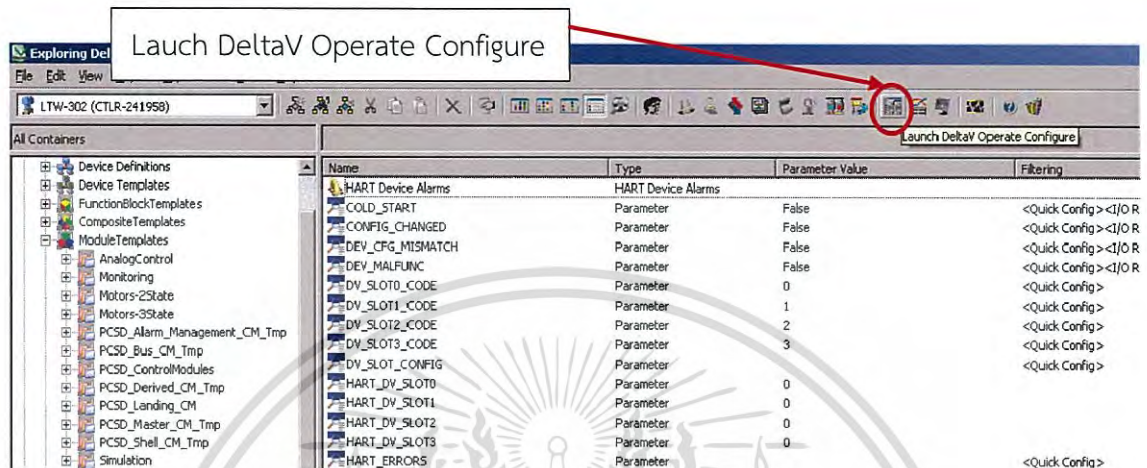 Lauch DeltaV Operate Configure
Exploring Del
File Edit View
LTW-302 (CTLR-241958)
Launch DeltaV Operate Configure
All Containers
Device Definitions
Device Templates
FunctionBlockTemplates
CompositeTemplates
ModuleTemplates
AnalogControl
Monitoring
Motors-2State
Motors-3State
PCSD_Alarm_Management_CM_Tmp
PCSD_Bus_CM_Tmp
PCSD_ControlModules
PCSD_Derived_CM_Tmp
PCSD_Landing_CM
PCSD_Master_CM_Tmp
PCSD_Shell_CM_Tmp
Simulation
Name Type Parameter Value Filtering
HART Device Alarms HART Device Alarms
COLD_START Parameter False <Quick Config><I/O R
CONFIG_CHANGED Parameter False <Quick Config><I/O R
DEV_CFG_MISMATCH Parameter False <Quick Config><I/O R
DEV_MALFUNC Parameter False <Quick Config><I/O R
DV_SLOT0_CODE Parameter 0 <Quick Config>
DV_SLOT1_CODE Parameter 1 <Quick Config>
DV_SLOT2_CODE Parameter 2 <Quick Config>
DV_SLOT3_CODE Parameter 3 <Quick Config>
DV_SLOT_CONFIG Parameter <Quick Config>
HART_DV_SLOT0 Parameter 0
HART_DV_SLOT1 Parameter 0
HART_DV_SLOT2 Parameter 0
HART_DV_SLOT3 Parameter 0
HART_ERRORS Parameter <Quick Config>